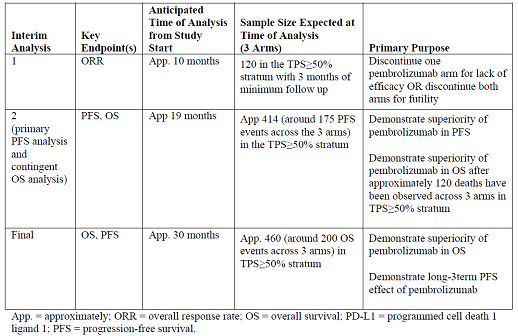 Interim Analysis
Key Endpoint(s)
Anticipated Time of Analysis from Study Start
Sample Size Expected at Time of Analysis (3 Arms)
Primary Purpose
1
ORR
App. 10 months
120 in the TPS≥50%
stratum with 3 months of
minimum follow up
Discontinue one
pembrolizumab arm for lack of
efficacy OR discontinue both
arms for futility
2
(primary
PFS analysis
and
contingent
OS analysis)
PFS, OS
App 19 months
App 414 (around 175 PFS
events across the 3 arms)
in the TPS≥50% stratum
Demonstrate superiority of
pembrolizumab in PFS
Demonstrate superiority of
pembrolizumab in OS after
approximately 120 deaths have
been observed across 3 arms in
TPS≥50% stratum
Final
OS, PFS
App. 30 months
App. 460 (around 200 OS
events across 3 arms) in
TPS≥50% stratum
Demonstrate superiority of
pembrolizumab in OS
Demonstrate long-3term PFS
effect of pembrolizumab
App. = approximately; ORR = overall response rate; OS = overall survival; PD-L1 = programmed cell death 1
ligand 1; PFS = progression-free survival.